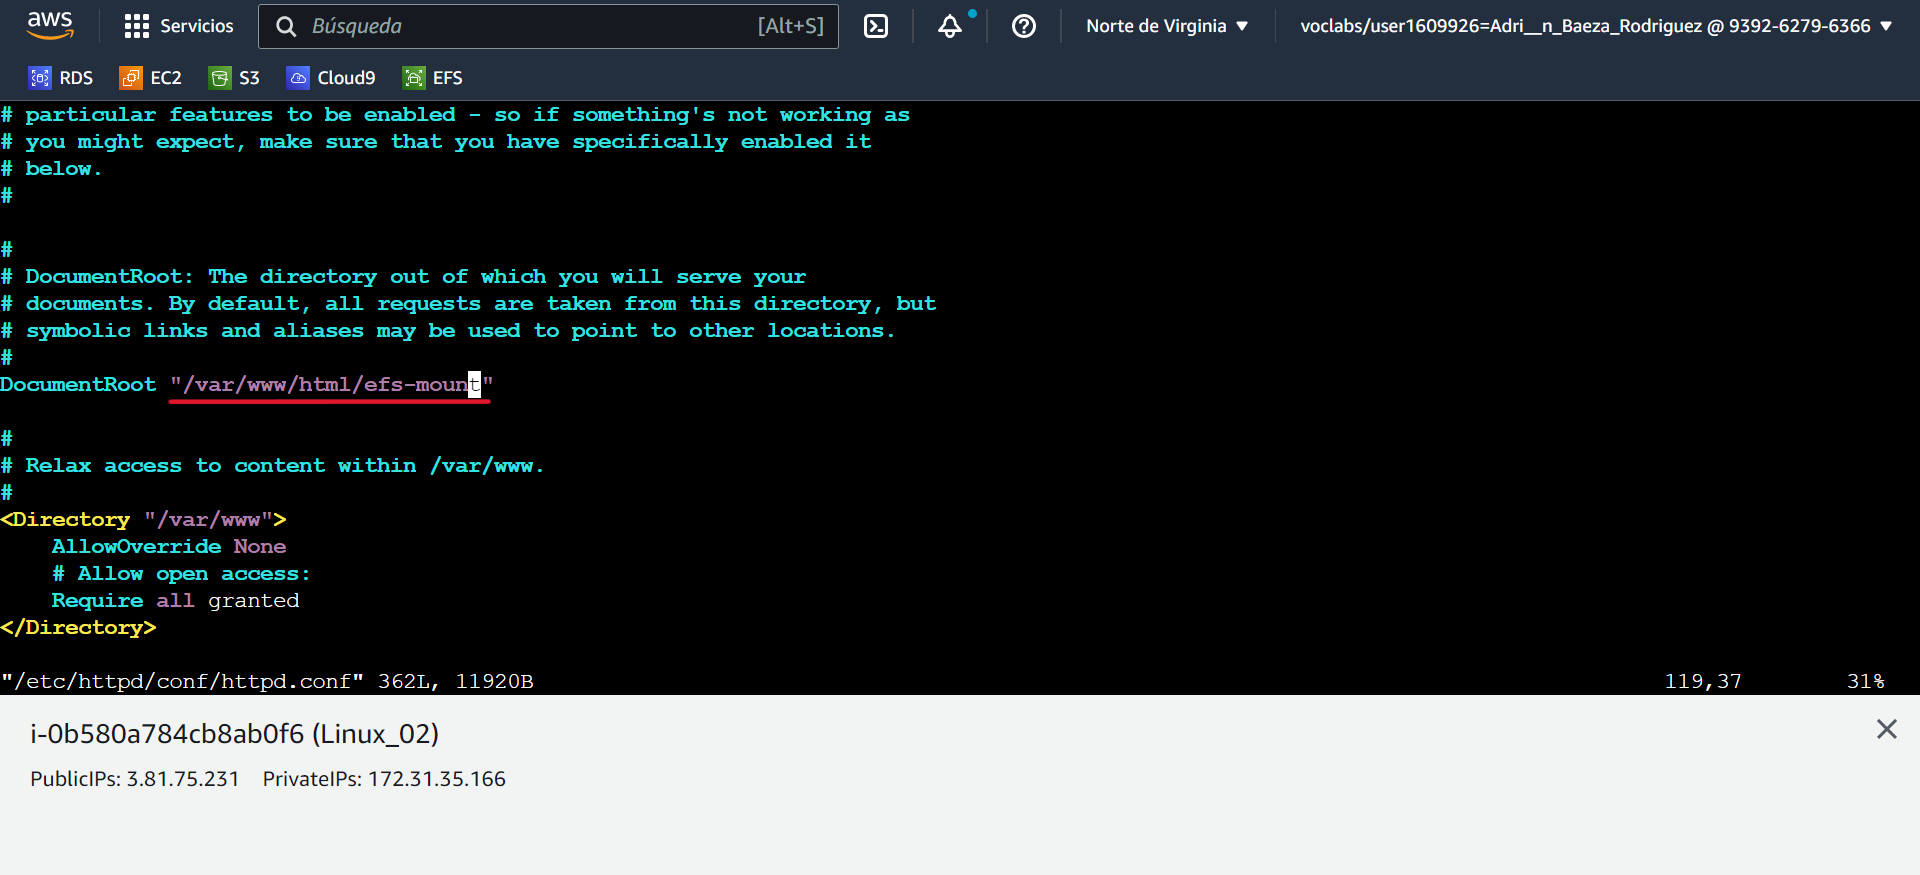 aws
Servicios
Búsqueda [Alt+S]
Norte de Virginia
voclabs/user1609926=Adri__n_Baeza_Rodriguez @ 9392-6279-6366
RDS EC2 S3 Cloud9 EFS
# particular features to be enabled - so if something's not working as
# you might expect, make sure that you have specifically enabled it
# below.
#
#
# DocumentRoot: The directory out of which you will serve your
# documents. By default, all requests are taken from this directory, but
# symbolic links and aliases may be used to point to other locations.
#
DocumentRoot "/var/www/html/efs-mount"
#
# Relax access to content within /var/www.
#
<Directory "/var/www">
    AllowOverride None
    # Allow open access:
    Require all granted
</Directory>
"/etc/httpd/conf/httpd.conf" 362L, 11920B 119,37 31%
i-0b580a784cb8ab0f6 (Linux_02)
PublicIPs: 3.81.75.231 PrivateIPs: 172.31.35.166